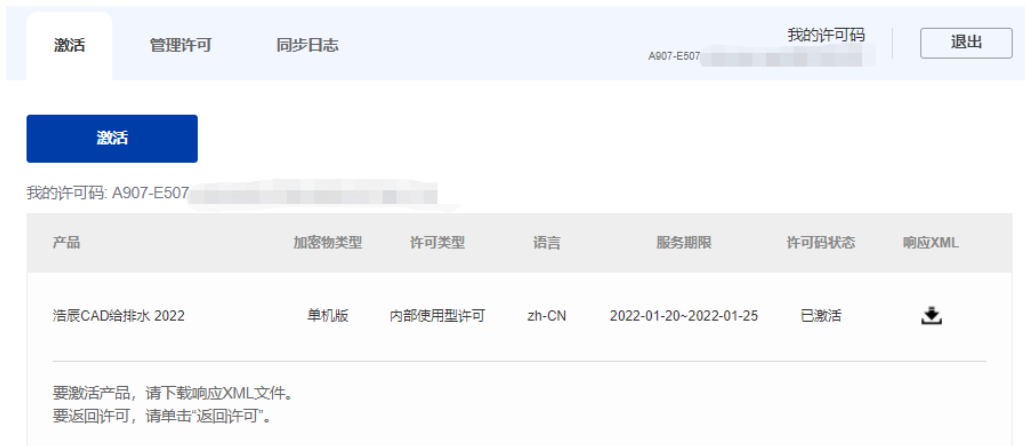 激活 管理许可 同步日志 我的许可码 退出
A907-E507
激活
我的许可码: A907-E507
产品 加密物类型 许可类型 语言 服务期限 许可码状态 响应XML
浩辰CAD给排水 2022 单机版 内部使用型许可 zh-CN 2022-01-20~2022-01-25 已激活
要激活产品，请下载响应XML文件。
要返回许可，请单击“返回许可”。